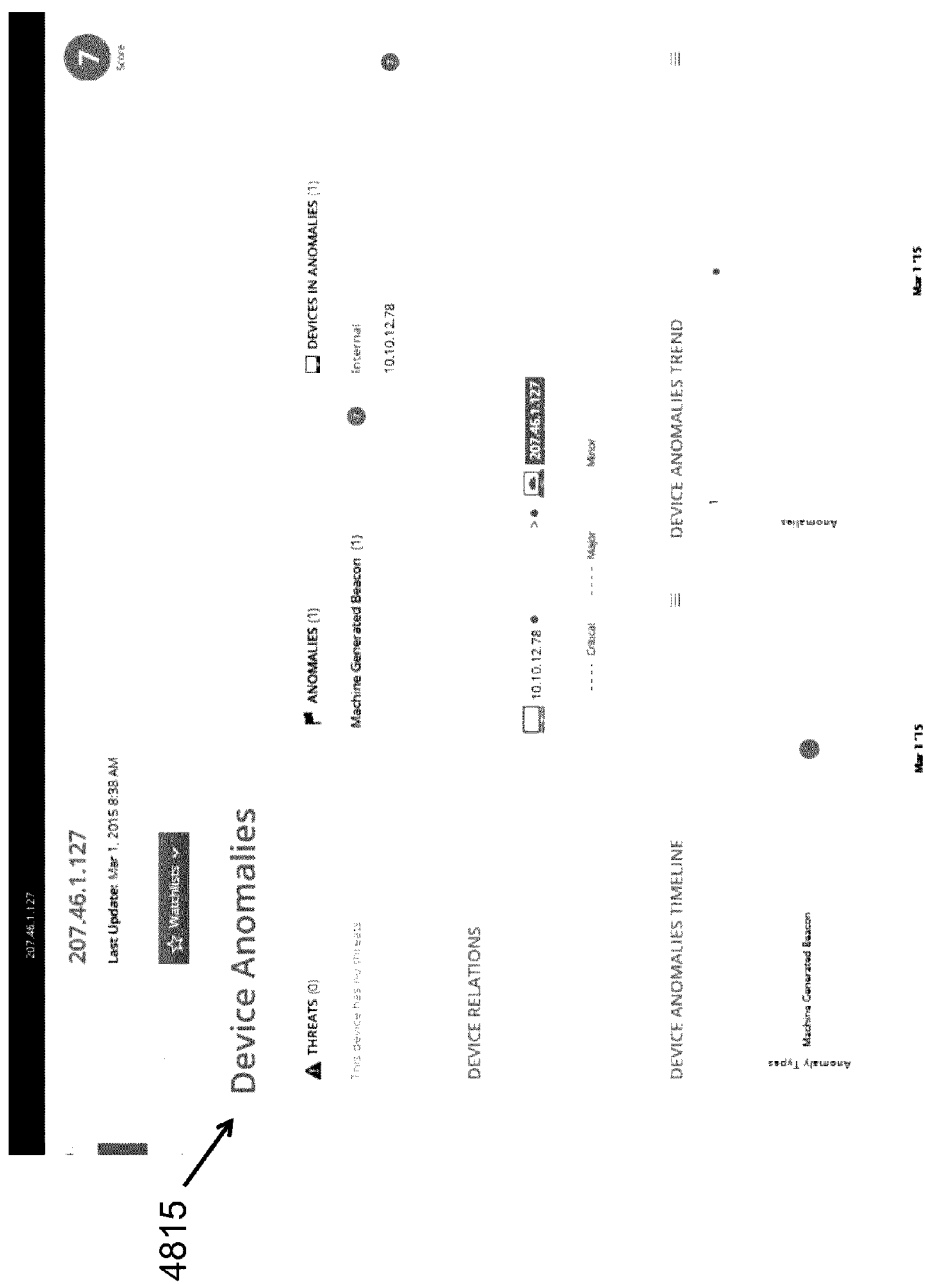 4815
207.46.1.127
207.46.1.127
Last Update: Mar 1, 2015 8:38 AM
7
Score
Watchlists
Device Anomalies
THREATS (0)
This device has no threats
ANOMALIES (1)
Machine Generated Beacon (1)
DEVICES IN ANOMALIES (1)
Internal
10.10.12.78
DEVICE RELATIONS
10.10.12.78
> 207.46.1.127
---- Critical ---- Major Minor
DEVICE ANOMALIES TIMELINE
Anomaly Types
Machine Generated Beacon
Mar 1 '15
DEVICE ANOMALIES TREND
1
Anomalies
Mar 1 '15